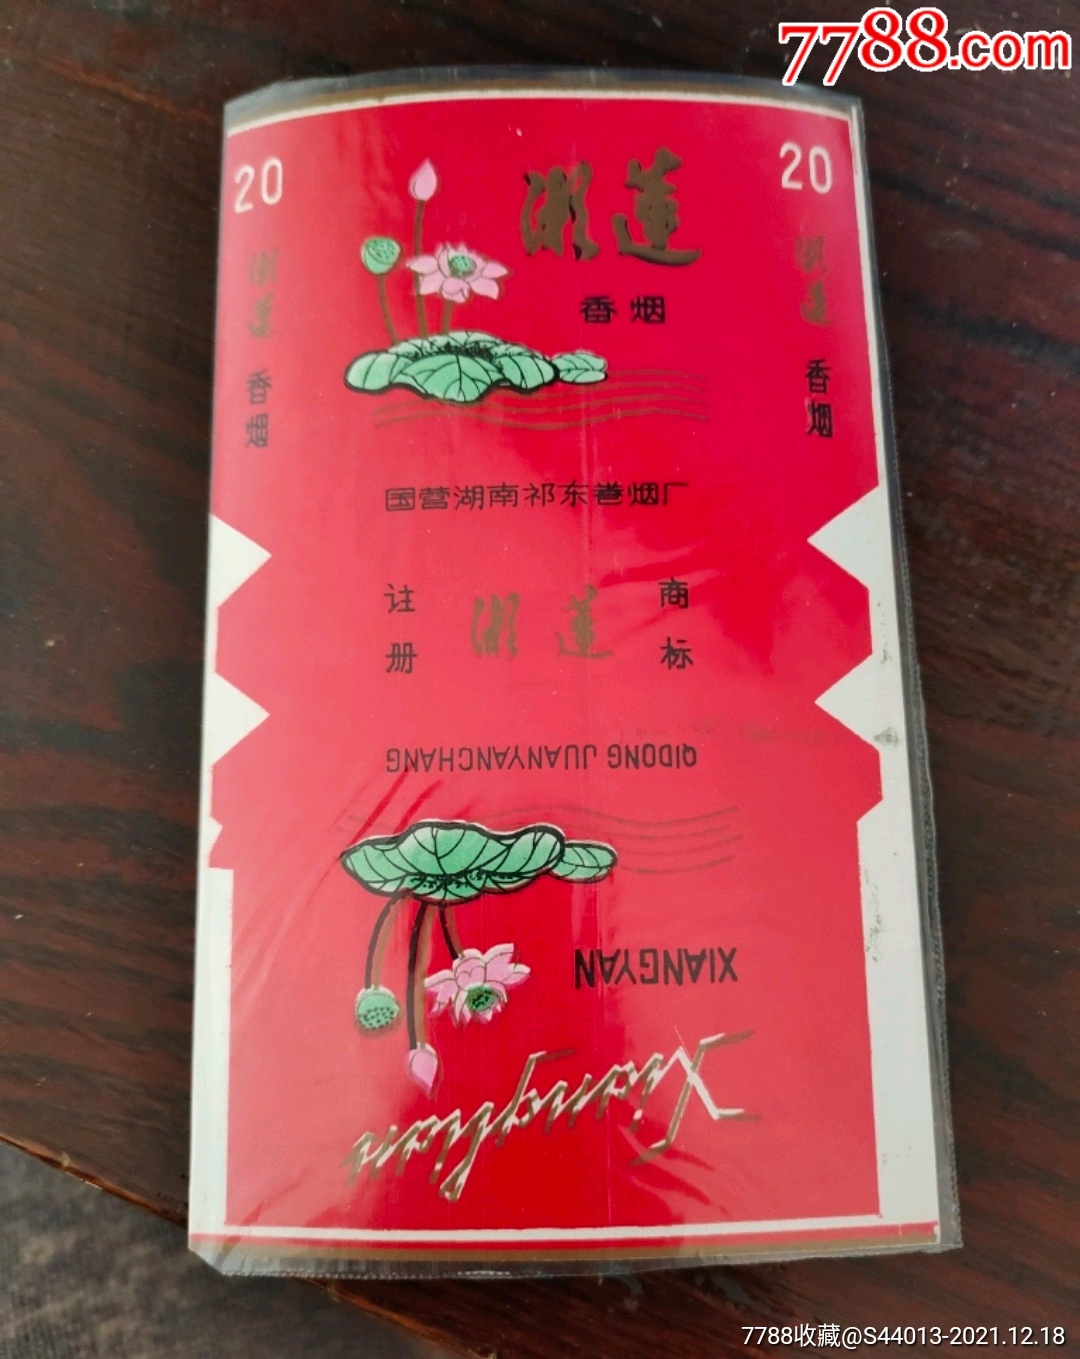 7788.com
20
湘莲
香烟
20
湘莲
香烟
湘莲
香烟
国营湖南祁东卷烟厂
注册
湘莲
商标
QIDONG JUANYANCHANG
XIANGYAN
Xianglian
7788收藏@S44013-2021.12.18